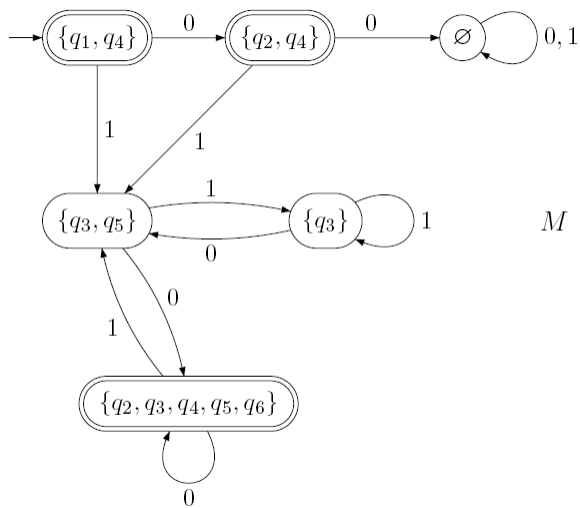 0 0
{q₁, q₄} {q₂, q₄} ∅ 0, 1
1 1
1
{q₃, q₅} {q₃} 1 M
0
0
1
{q₂, q₃, q₄, q₅, q₆}
0